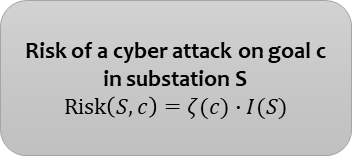 Risk of a cyber attack on goal c
in substation S
Risk(S, c) = ζ(c) · I(S)